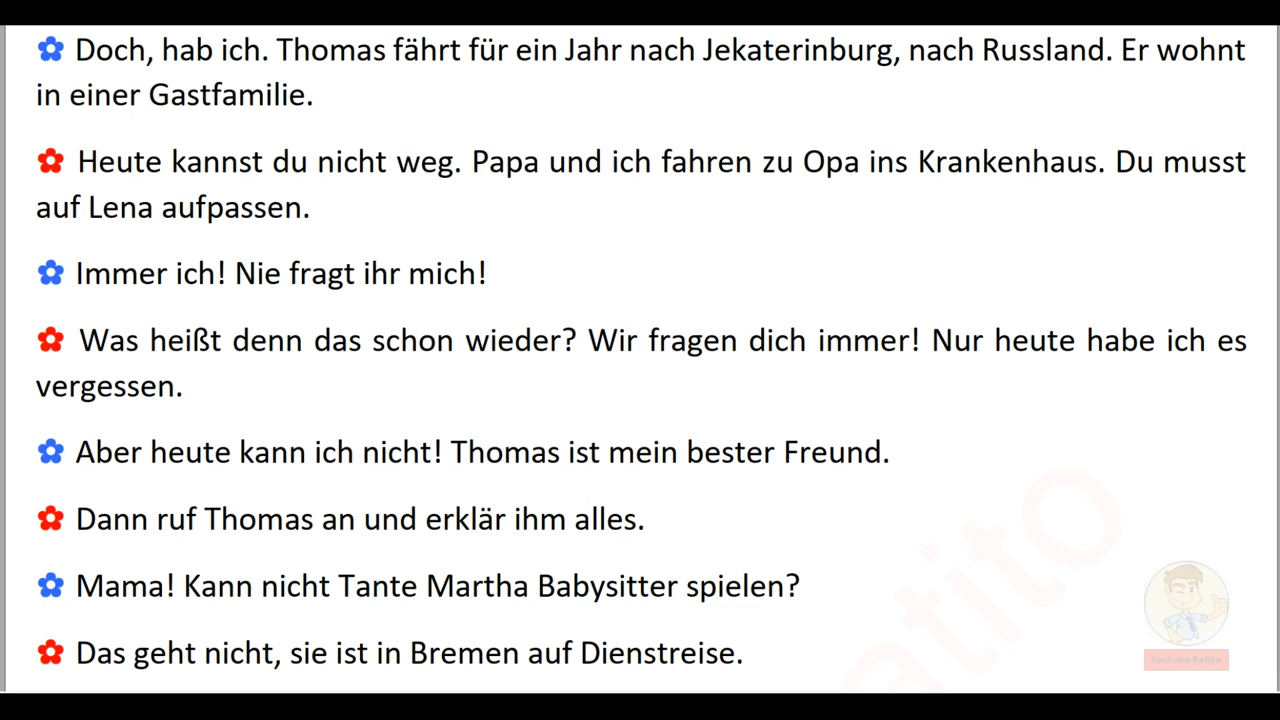 Doch, hab ich. Thomas fährt für ein Jahr nach Jekaterinburg, nach Russland. Er wohnt
in einer Gastfamilie.
Heute kannst du nicht weg. Papa und ich fahren zu Opa ins Krankenhaus. Du musst
auf Lena aufpassen.
Immer ich! Nie fragt ihr mich!
Was heißt denn das schon wieder? Wir fragen dich immer! Nur heute habe ich es
vergessen.
Aber heute kann ich nicht! Thomas ist mein bester Freund.
Dann ruf Thomas an und erklär ihm alles.
Mama! Kann nicht Tante Martha Babysitter spielen?
Das geht nicht, sie ist in Bremen auf Dienstreise.
atito
Youtube:Ratito